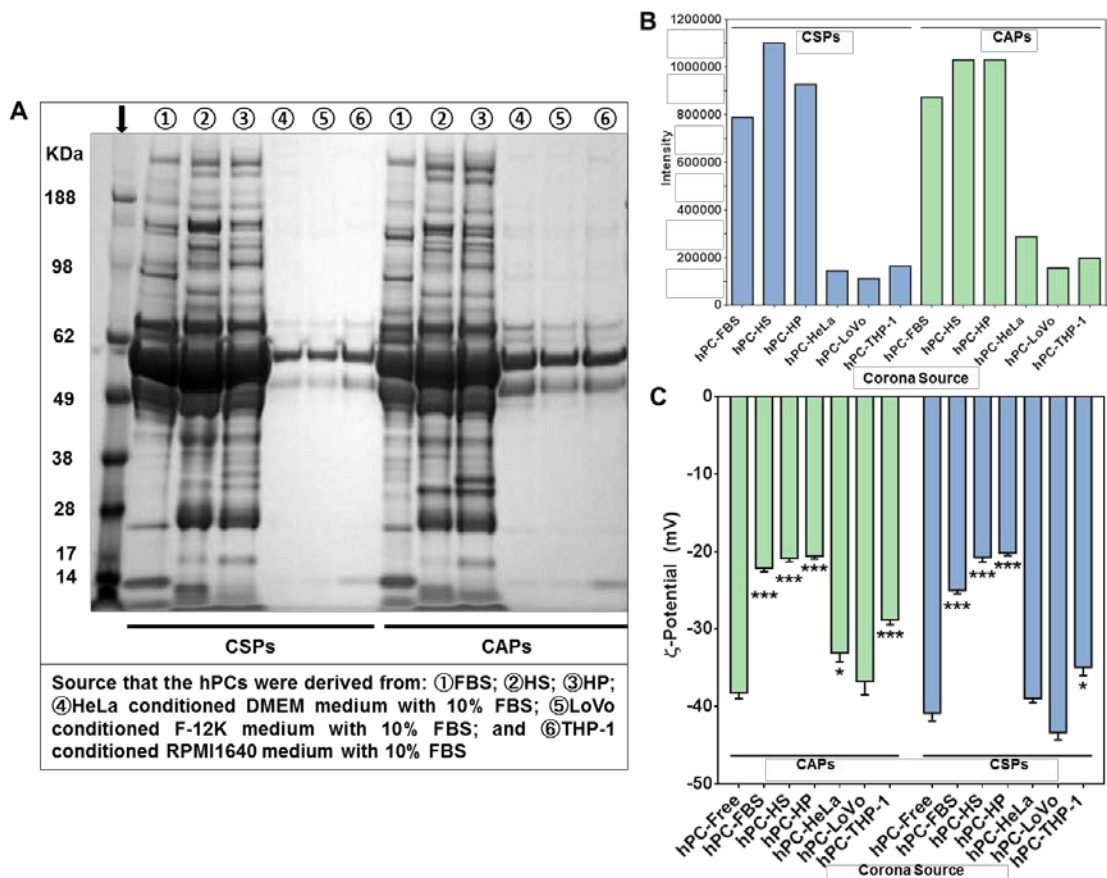 A
① ② ③ ④ ⑤ ⑥ ① ② ③ ④ ⑤ ⑥
KDa
188
98
62
49
38
28
17
14
CSPs CAPs
Source that the hPCs were derived from: ①FBS; ②HS; ③HP;
④HeLa conditioned DMEM medium with 10% FBS; ⑤LoVo
conditioned F-12K medium with 10% FBS; and ⑥THP-1
conditioned RPMI1640 medium with 10% FBS
B
CSPs CAPs
1200000
1000000
800000
600000
400000
200000
0
Intensity
hPC-FBS hPC-HS hPC-HP hPC-HeLa hPC-LoVo hPC-THP-1 hPC-FBS hPC-HS hPC-HP hPC-HeLa hPC-LoVo hPC-THP-1
Corona Source
C
0
-10
-20
-30
-40
-50
ζ-Potential (mV)
*** *** *** * *** *** *** *** *
CAPs CSPs
hPC-Free hPC-FBS hPC-HS hPC-HP hPC-HeLa hPC-LoVo hPC-THP-1 hPC-Free hPC-FBS hPC-HS hPC-HP hPC-HeLa hPC-LoVo hPC-THP-1
Corona Source